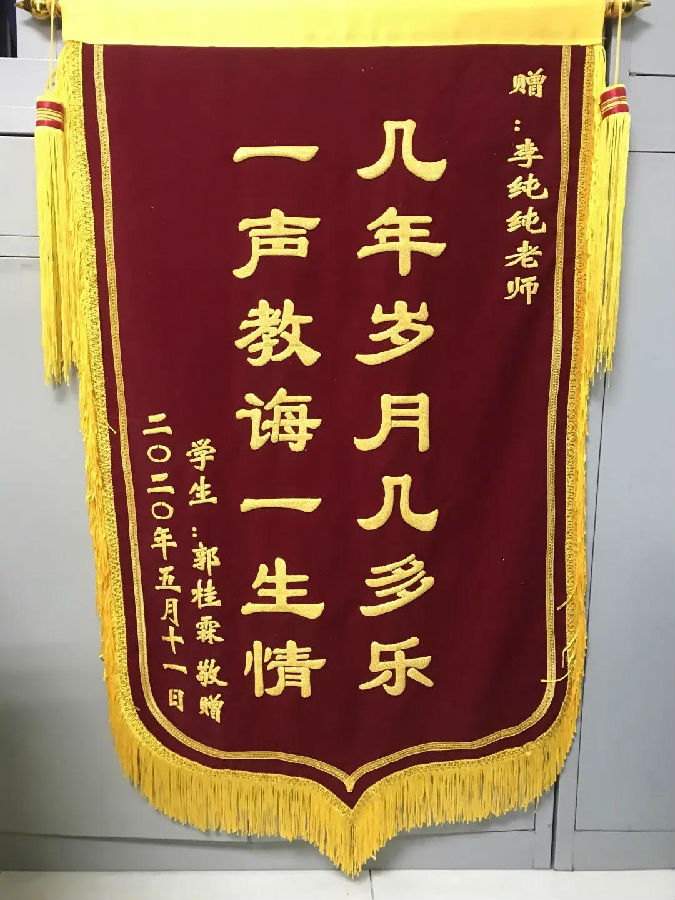 赠：李纯纯老师
几年岁月几多乐
一声教诲一生情
学生：郭桂霖 敬赠
二〇二〇年五月十一日